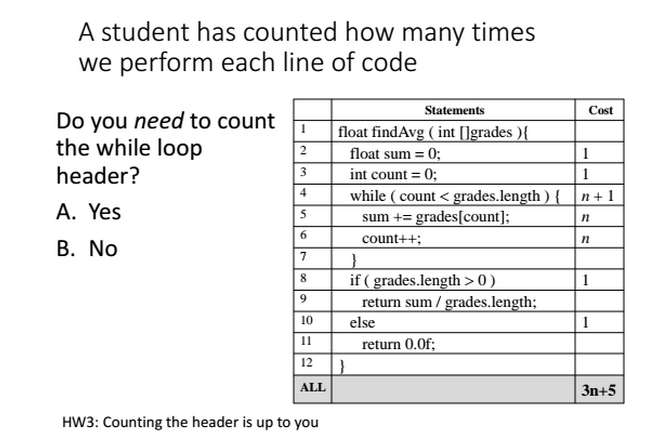 A student has counted how many times
we perform each line of code
Do you need to count
the while loop
header?
A. Yes
B. No
Statements Cost
1 float findAvg ( int []grades ){
2 float sum = 0; 1
3 int count = 0; 1
4 while ( count < grades.length ) { n + 1
5 sum += grades[count]; n
6 count++; n
7 }
8 if ( grades.length > 0 ) 1
9 return sum / grades.length;
10 else 1
11 return 0.0f;
12 }
ALL 3n+5
HW3: Counting the header is up to you